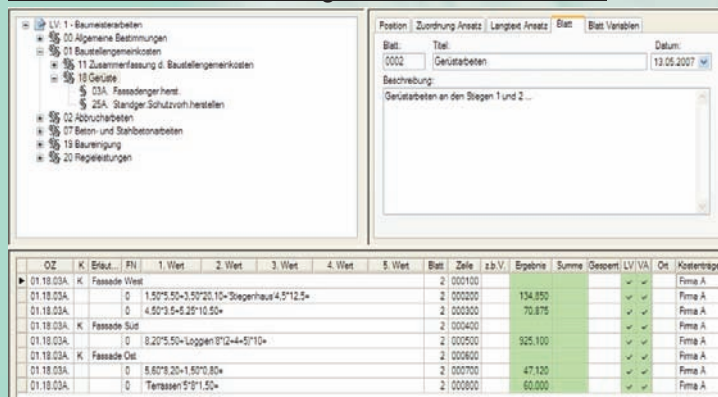 LV: 1 - Baumeisterarbeiten
00 Algemeine Bestimmungen
01 Baustellengemeinkosten
11 Zusammenfassung d. Baustellengemeinkosten
18 Gerüste
03A. Fassadenger.herst.
25A. Standger.Schutzvorh.herstellen
02 Abbrucharbeiten
07 Beton- und Stahlbetonarbeiten
19 Baureinigung
20 Regieleistungen
Position Zuordnung Ansatz Langtext Ansatz Blatt Blatt Variablen
Blatt: Titel: Datum:
0002 Gerüstarbeiten 13.05.2007
Beschreibung:
Gerüstarbeiten an den Stiegen 1 und 2 ...
OZ K Erläut... FN 1. Wert 2. Wert 3. Wert 4. Wert 5. Wert Blatt Zeile z.b.V. Ergebnis Summe Gesperrt LV VA Ort Kostenträge
01.18.03A. K Fassade West 2 000100 Firma A
01.18.03A. 0 1,50*5,50+3,50*20,10+'Stiegenhaus'4,5*12,5= 2 000200 134,850 Firma A
01.18.03A. 0 4,50*3,5+5,25*10,50= 2 000300 70,875 Firma A
01.18.03A. K Fassade Süd 2 000400 Firma A
01.18.03A. 0 8,20*5,50+'Loggien'8*(2+4+5)*10= 2 000500 925,100 Firma A
01.18.03A. K Fassade Ost 2 000600 Firma A
01.18.03A. 0 5,60*8,20+1,50*0,80= 2 000700 47,120 Firma A
01.18.03A. 0 'Terrassen'5*8*1,50= 2 000800 60,000 Firma A